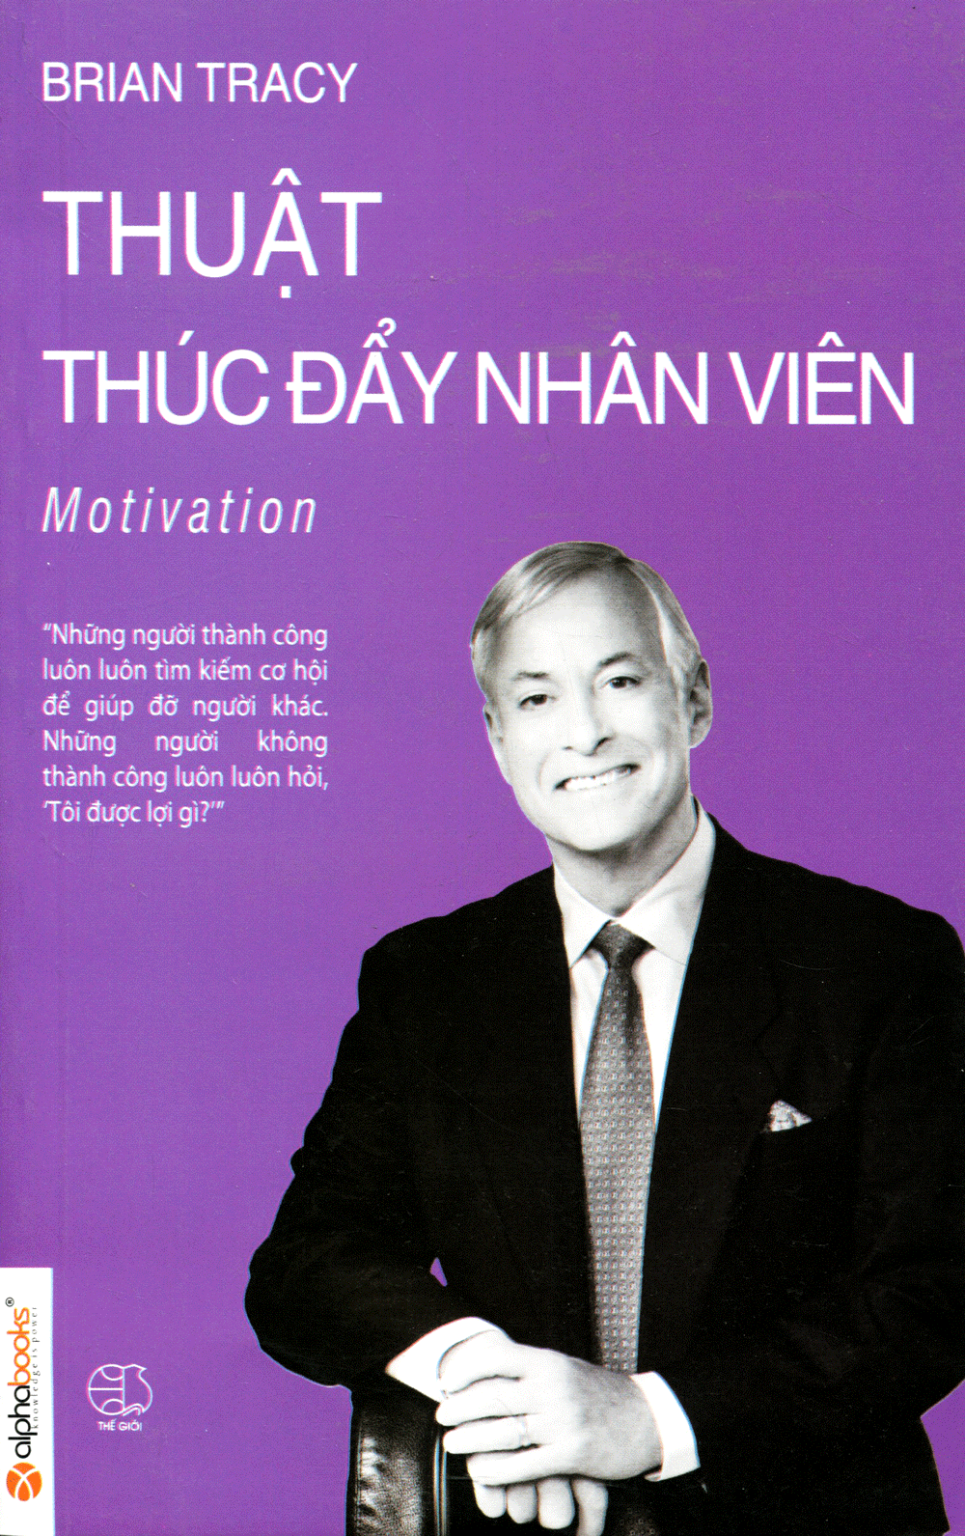 BRIAN TRACY
THUẬT
THÚC ĐẨY NHÂN VIÊN
Motivation
“Những người thành công
luôn luôn tìm kiếm cơ hội
để giúp đỡ người khác.
Những người không
thành công luôn luôn hỏi,
‘Tôi được lợi gì?’”
alphabooks®
knowledge is power
THẾ GIỚI